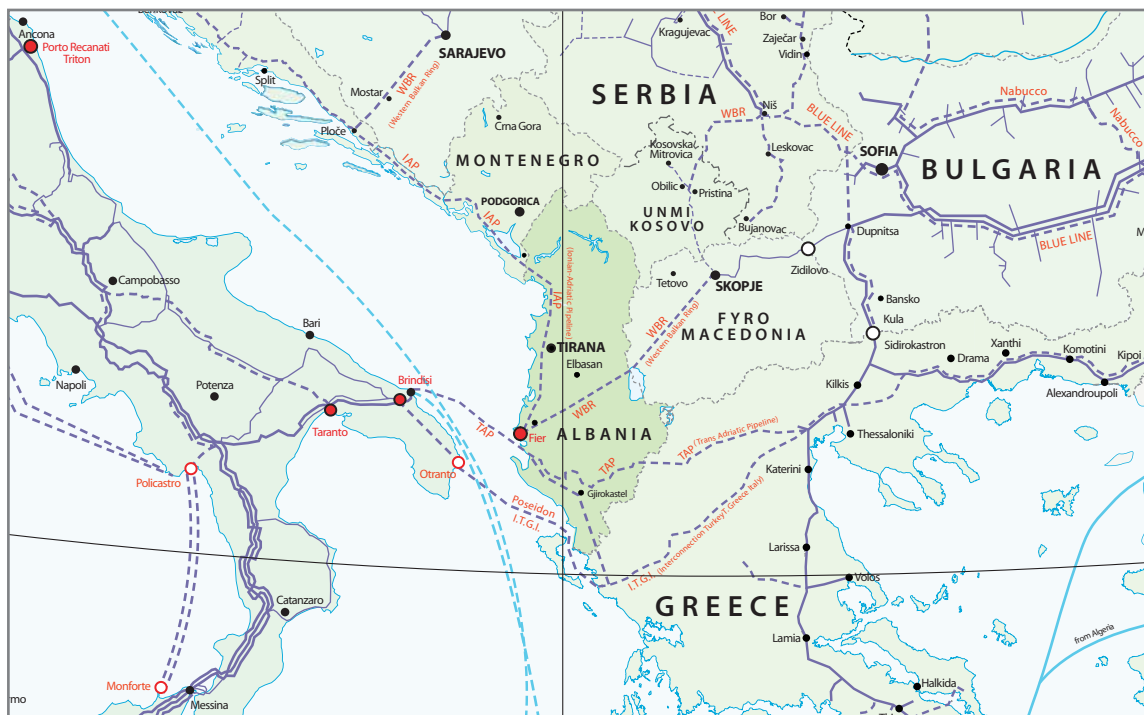 Ancona
Porto Recanati
Triton
SARAJEVO
WBR
(Western Balkan Ring)
Split
Mostar
Ploče
IAP
Crna Gora
MONTENEGRO
PODGORICA
IAP
Kragujevac
BLUE LINE
Bor
Zaječar
Vidin
SERBIA
Niš
WBR
BLUE LINE
Leskovac
Kosovska/
Mitrovica
Obilic
Pristina
UNMI
KOSOVO
Bujanovac
SOFIA
Nabucco
Nabucco
BULGARIA
BLUE LINE
Dupnitsa
Zidilovo
Tetovo
SKOPJE
FYRO
MACEDONIA
WBR
(Western Balkan Ring)
Bansko
Kula
Sidirokastron
Drama
Xanthi
Komotini
Kipoi
Alexandroupoli
Kilkis
Thessaloniki
IAP
(Ionian-Adriatic Pipeline)
TIRANA
Elbasan
WBR
ALBANIA
Fier
TAP
TAP
TAP (Trans Adriatic Pipeline)
Gjirokastel
Campobasso
Bari
Napoli
Potenza
Brindisi
Taranto
Otranto
Policastro
Poseidon
I.T.G.I.
I.T.G.I. (Interconnection TurkeyT. Greece Italy)
Katerini
Larissa
Volos
GREECE
Lamia
Halkida
from Algeria
Catanzaro
Monforte
Messina
mo
M